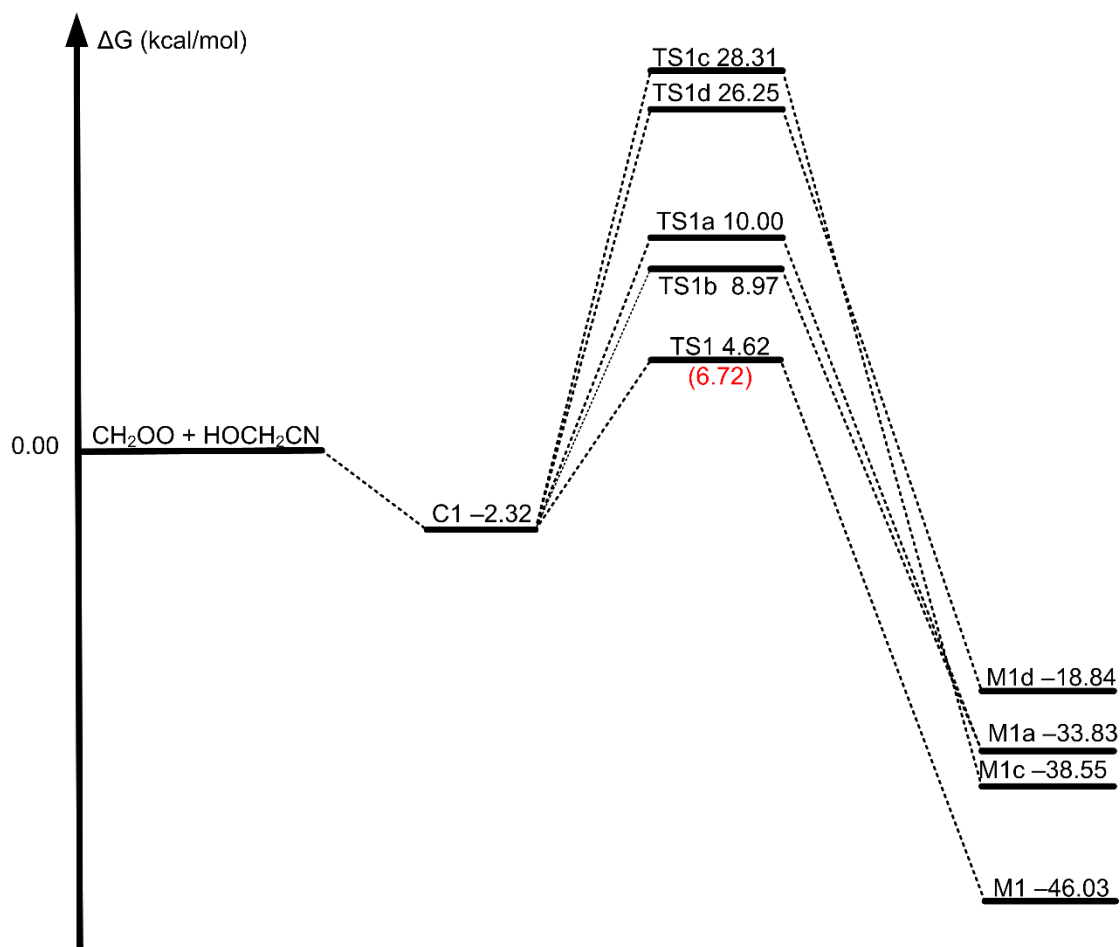 ΔG (kcal/mol)
TS1c 28.31
TS1d 26.25
TS1a 10.00
TS1b 8.97
TS1 4.62
(6.72)
0.00
CH₂OO + HOCH₂CN
C1 –2.32
M1d –18.84
M1a –33.83
M1c –38.55
M1 –46.03